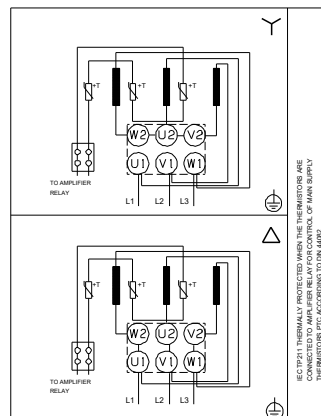 +T +T +T
W2 U2 V2
U1 V1 W1
TO AMPLIFIER
RELAY
L1 L2 L3
+T +T +T
W2 U2 V2
U1 V1 W1
TO AMPLIFIER
RELAY
L1 L2 L3
IEC TP211 THERMALLY PROTECTED WHEN THE THERMISTORS ARE
CONNECTED TO AMPLIFIER RELAY FOR CONTROL OF MAIN SUPPLY
THERMISTORS PTC ACCORDING TO DIN 44082